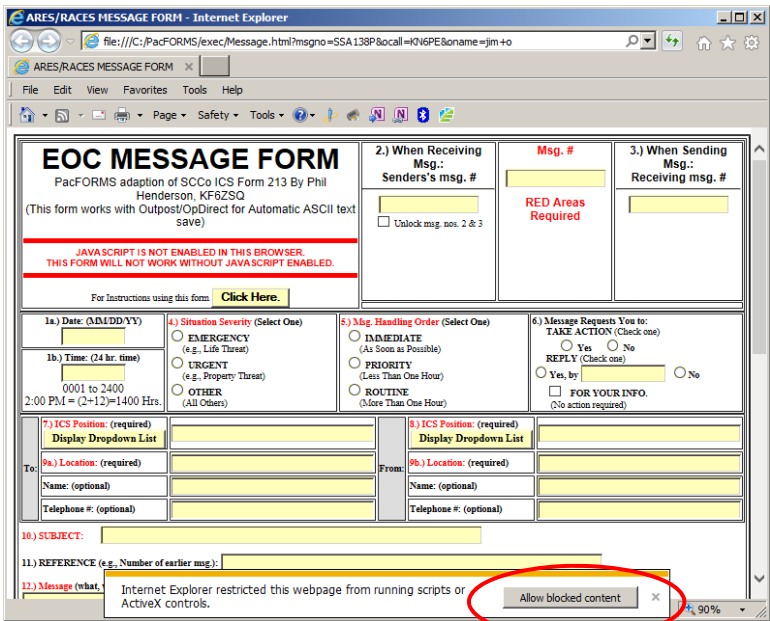 ARES/RACES MESSAGE FORM - Internet Explorer
file:///C:/PacFORMS/exec/Message.html?msgno=SSA138P&ocall=KN6PE&oname=jim+o
ARES/RACES MESSAGE FORM
File Edit View Favorites Tools Help
Page Safety Tools
EOC MESSAGE FORM
PacFORMS adaption of SCCo ICS Form 213 By Phil
Henderson, KF6ZSQ
(This form works with Outpost/OpDirect for Automatic ASCII text
save)
JAVASCRIPT IS NOT ENABLED IN THIS BROWSER.
THIS FORM WILL NOT WORK WITHOUT JAVASCRIPT ENABLED.
For Instructions using this form Click Here.
2.) When Receiving
Msg.:
Senders's msg. #
Unlock msg. nos. 2 & 3
Msg. #
RED Areas
Required
3.) When Sending
Msg.:
Receiving msg. #
1a.) Date: (MM/DD/YY)
1b.) Time: (24 hr. time)
0001 to 2400
2:00 PM = (2+12)=1400 Hrs.
4.) Situation Severity (Select One)
EMERGENCY
(e.g., Life Threat)
URGENT
(e.g., Property Threat)
OTHER
(All Others)
5.) Msg. Handling Order (Select One)
IMMEDIATE
(As Soon as Possible)
PRIORITY
(Less Than One Hour)
ROUTINE
(More Than One Hour)
6.) Message Requests You to:
TAKE ACTION (Check one)
Yes No
REPLY (Check one)
Yes, by No
FOR YOUR INFO.
(No action required)
To:
7.) ICS Position: (required)
Display Dropdown List
9a.) Location: (required)
Name: (optional)
Telephone #: (optional)
From:
8.) ICS Position: (required)
Display Dropdown List
9b.) Location: (required)
Name: (optional)
Telephone #: (optional)
10.) SUBJECT:
11.) REFERENCE (e.g., Number of earlier msg.):
12.) Message (what,
Internet Explorer restricted this webpage from running scripts or
ActiveX controls.
Allow blocked content
90%